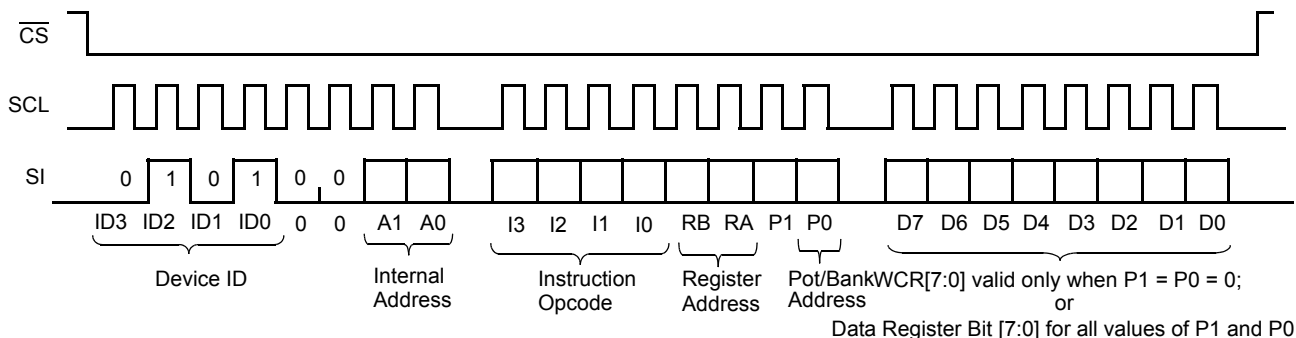 CS
SCL
SI
0 1 0 1 0 0
ID3 ID2 ID1 ID0 0 0 A1 A0 I3 I2 I1 I0 RB RA P1 P0 D7 D6 D5 D4 D3 D2 D1 D0
Device ID
Internal
Address
Instruction
Opcode
Register
Address
Pot/Bank
Address
WCR[7:0] valid only when P1 = P0 = 0;
or
Data Register Bit [7:0] for all values of P1 and P0